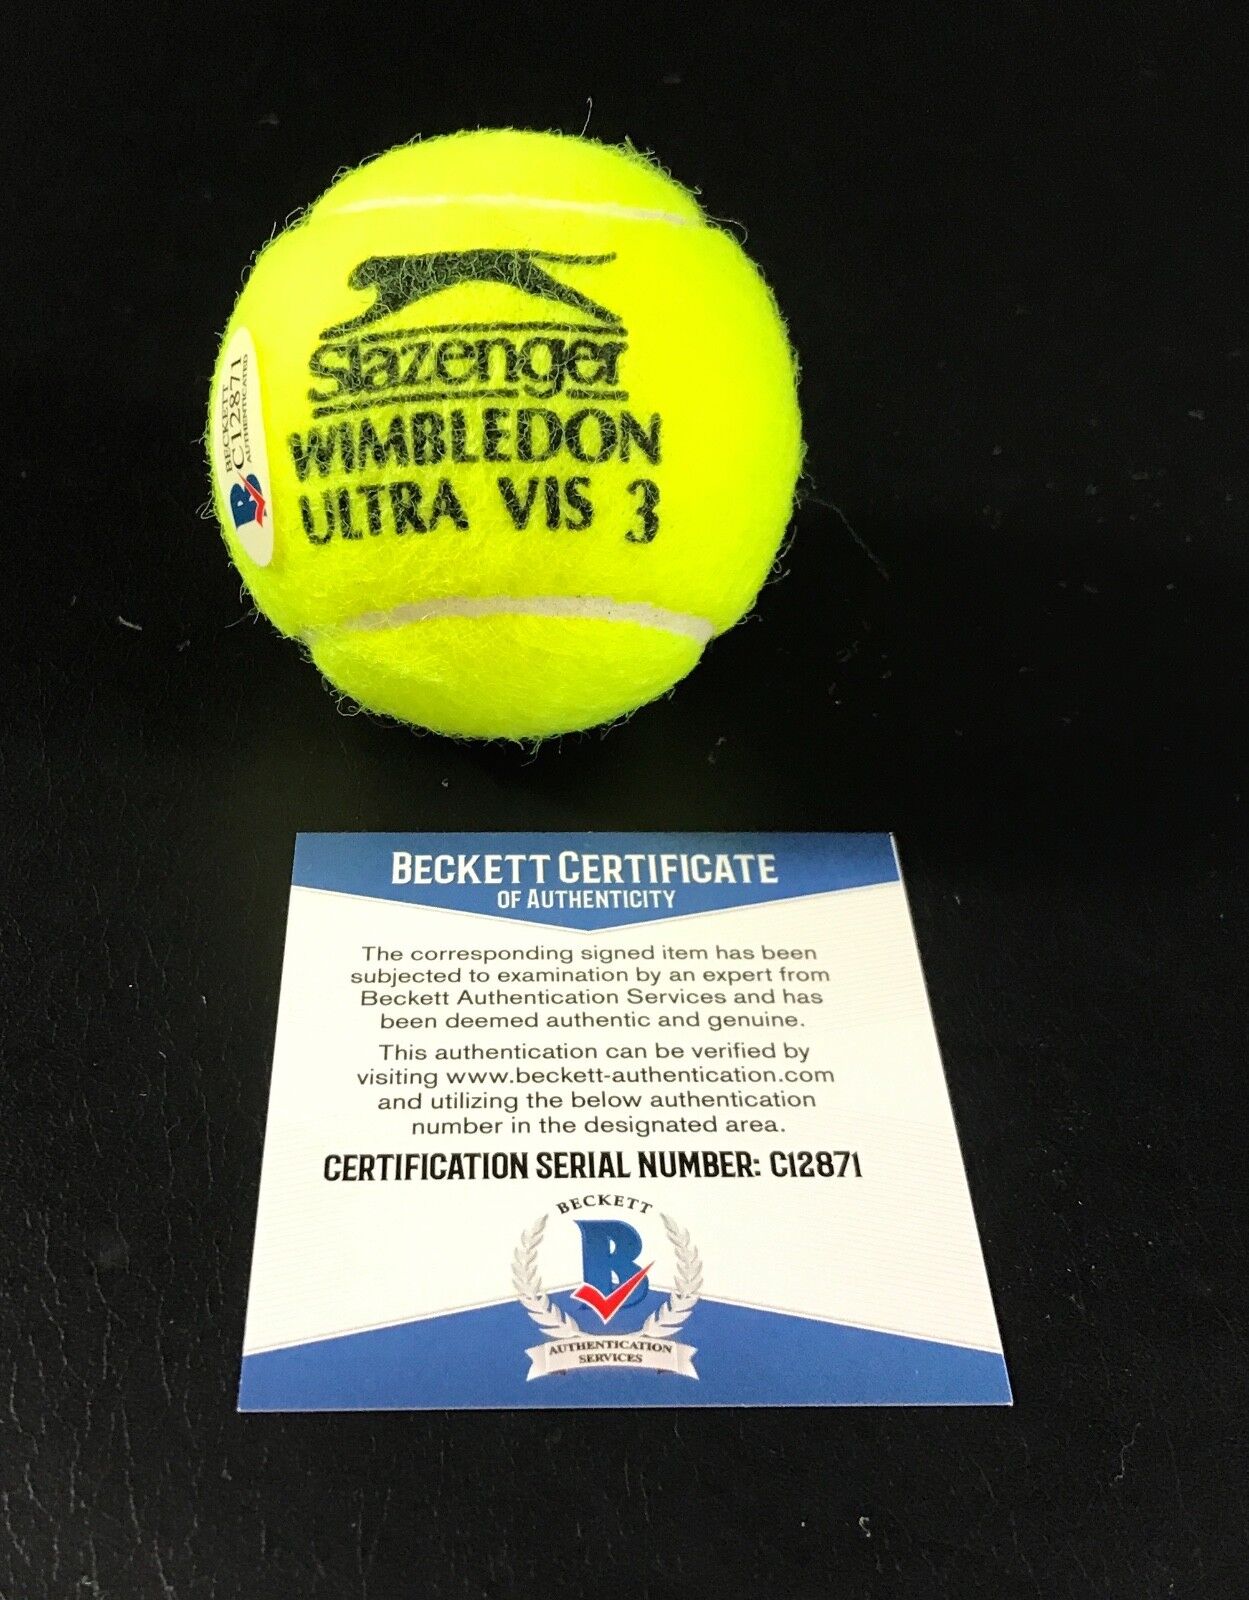 Slazenger
WIMBLEDON
ULTRA VIS 3
BECKETT
C12871
AUTHENTICATED
B
BECKETT CERTIFICATE
OF AUTHENTICITY
The corresponding signed item has been
subjected to examination by an expert from
Beckett Authentication Services and has
been deemed authentic and genuine.
This authentication can be verified by
visiting www.beckett-authentication.com
and utilizing the below authentication
number in the designated area.
CERTIFICATION SERIAL NUMBER: C12871
BECKETT
B
AUTHENTICATION
SERVICES